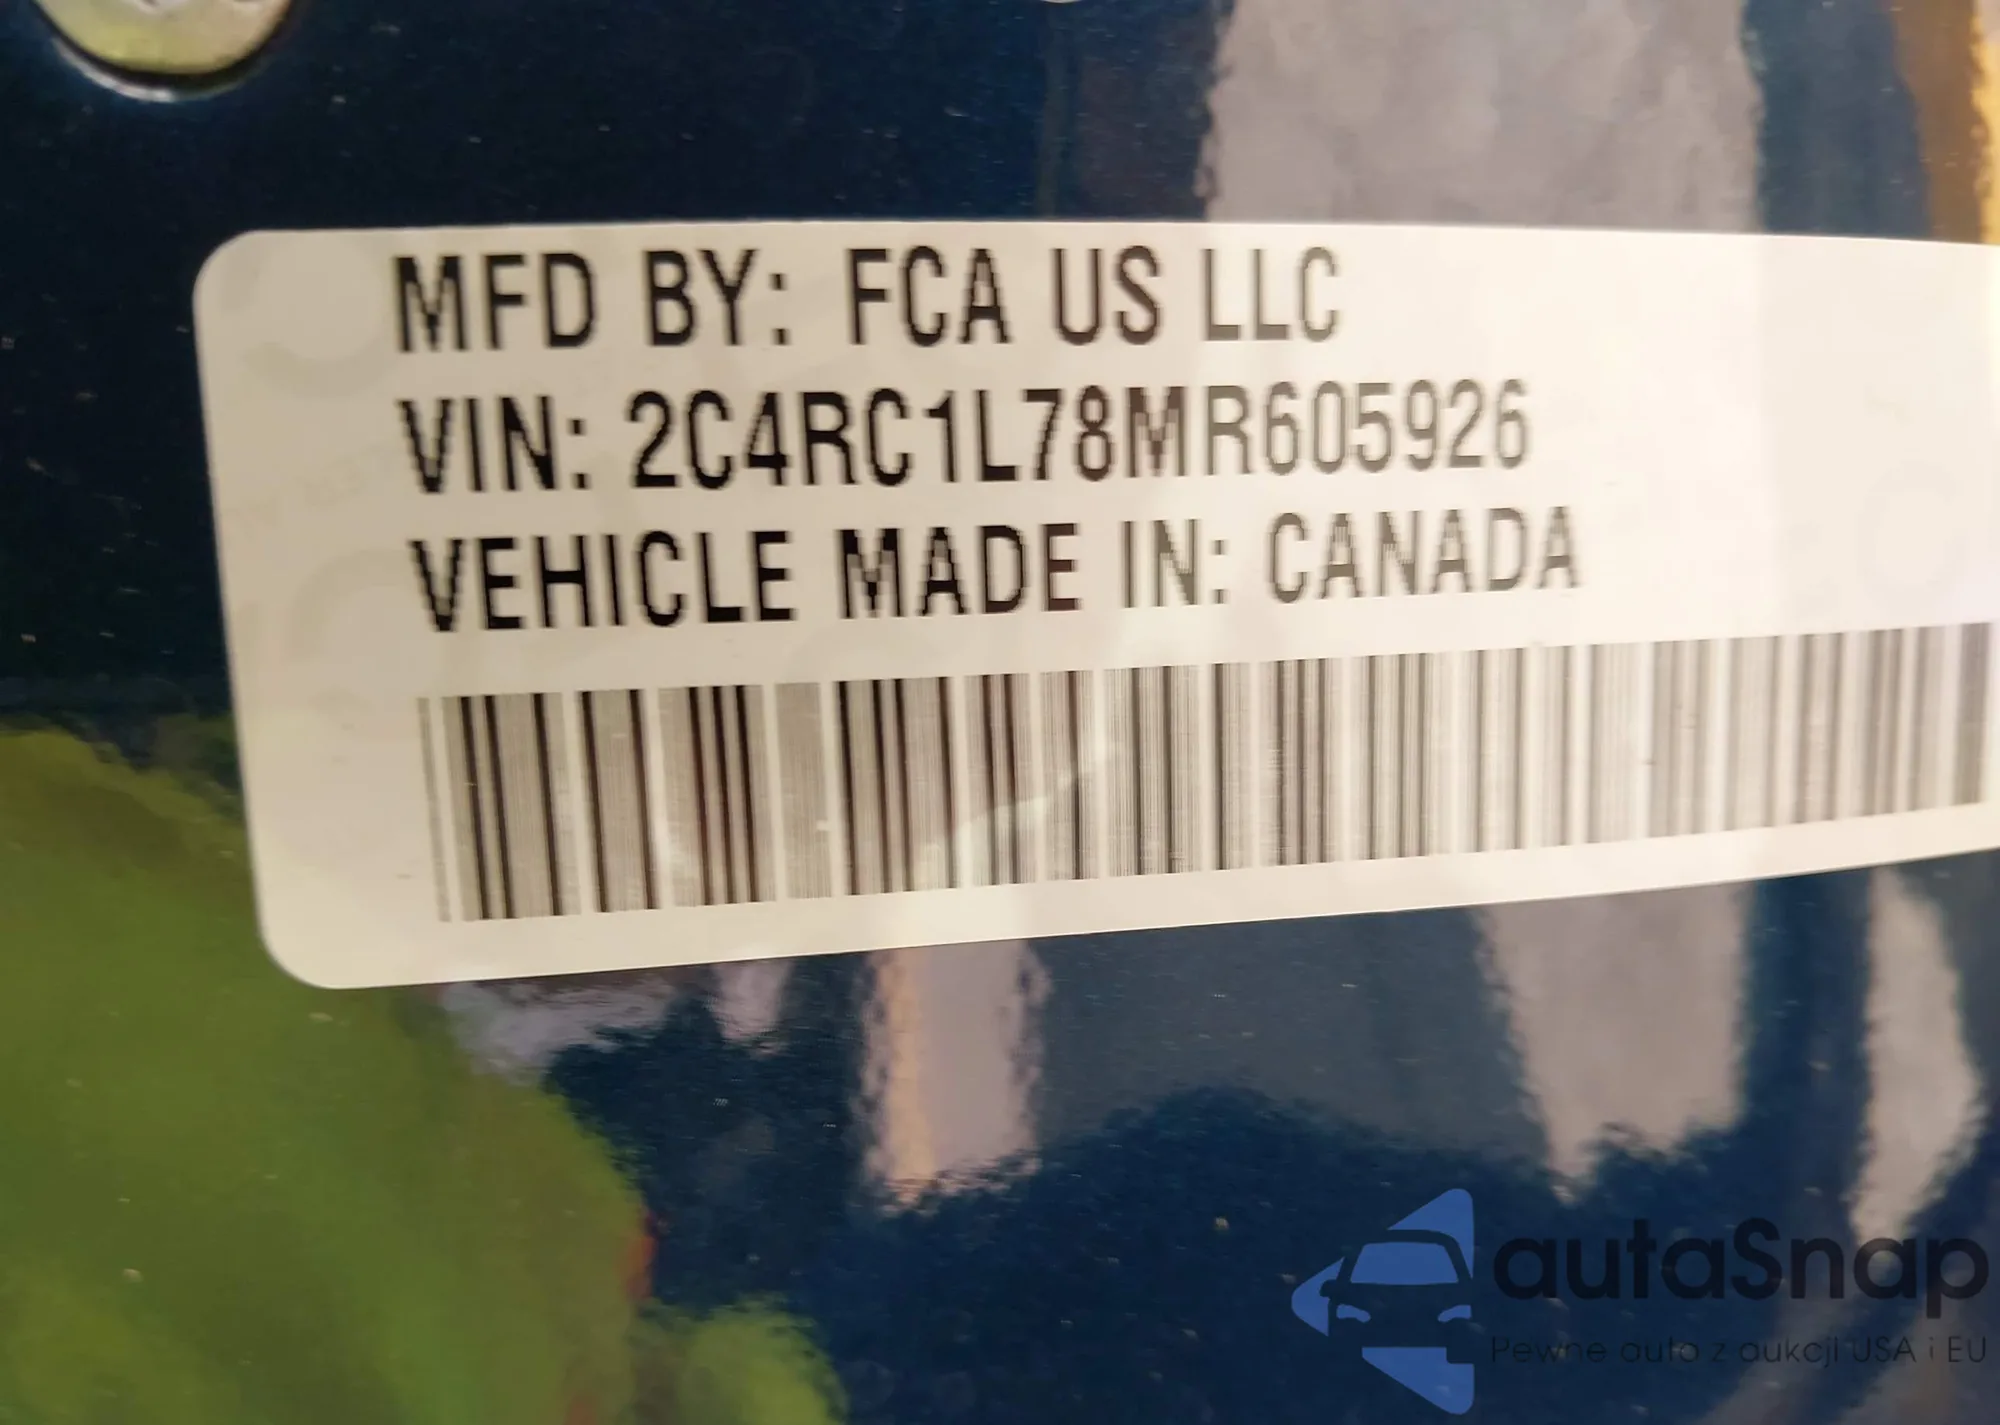 MFD BY: FCA US LLC
VIN: 2C4RC1L78MR605926
VEHICLE MADE IN: CANADA
autaSnap
Pewne auto z aukcji USA i EU